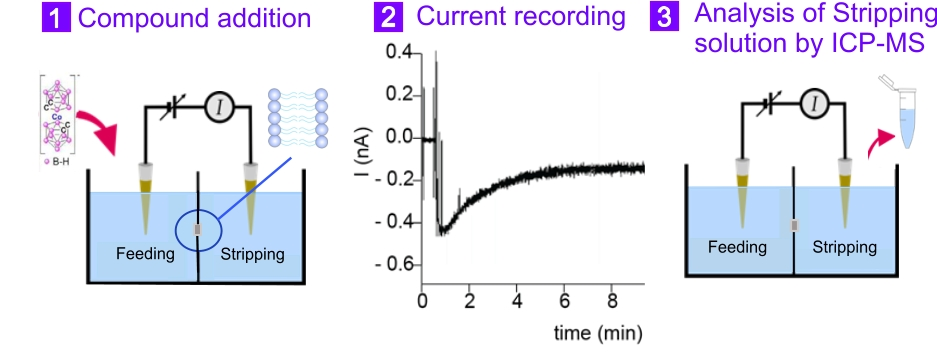 1 Compound addition
C
C
Co
C
C
B-H
I
Feeding
Stripping
2 Current recording
I (nA)
0.4
0.2
0.0
- 0.2
- 0.4
- 0.6
0 2 4 6 8
time (min)
3 Analysis of Stripping
solution by ICP-MS
I
Feeding
Stripping